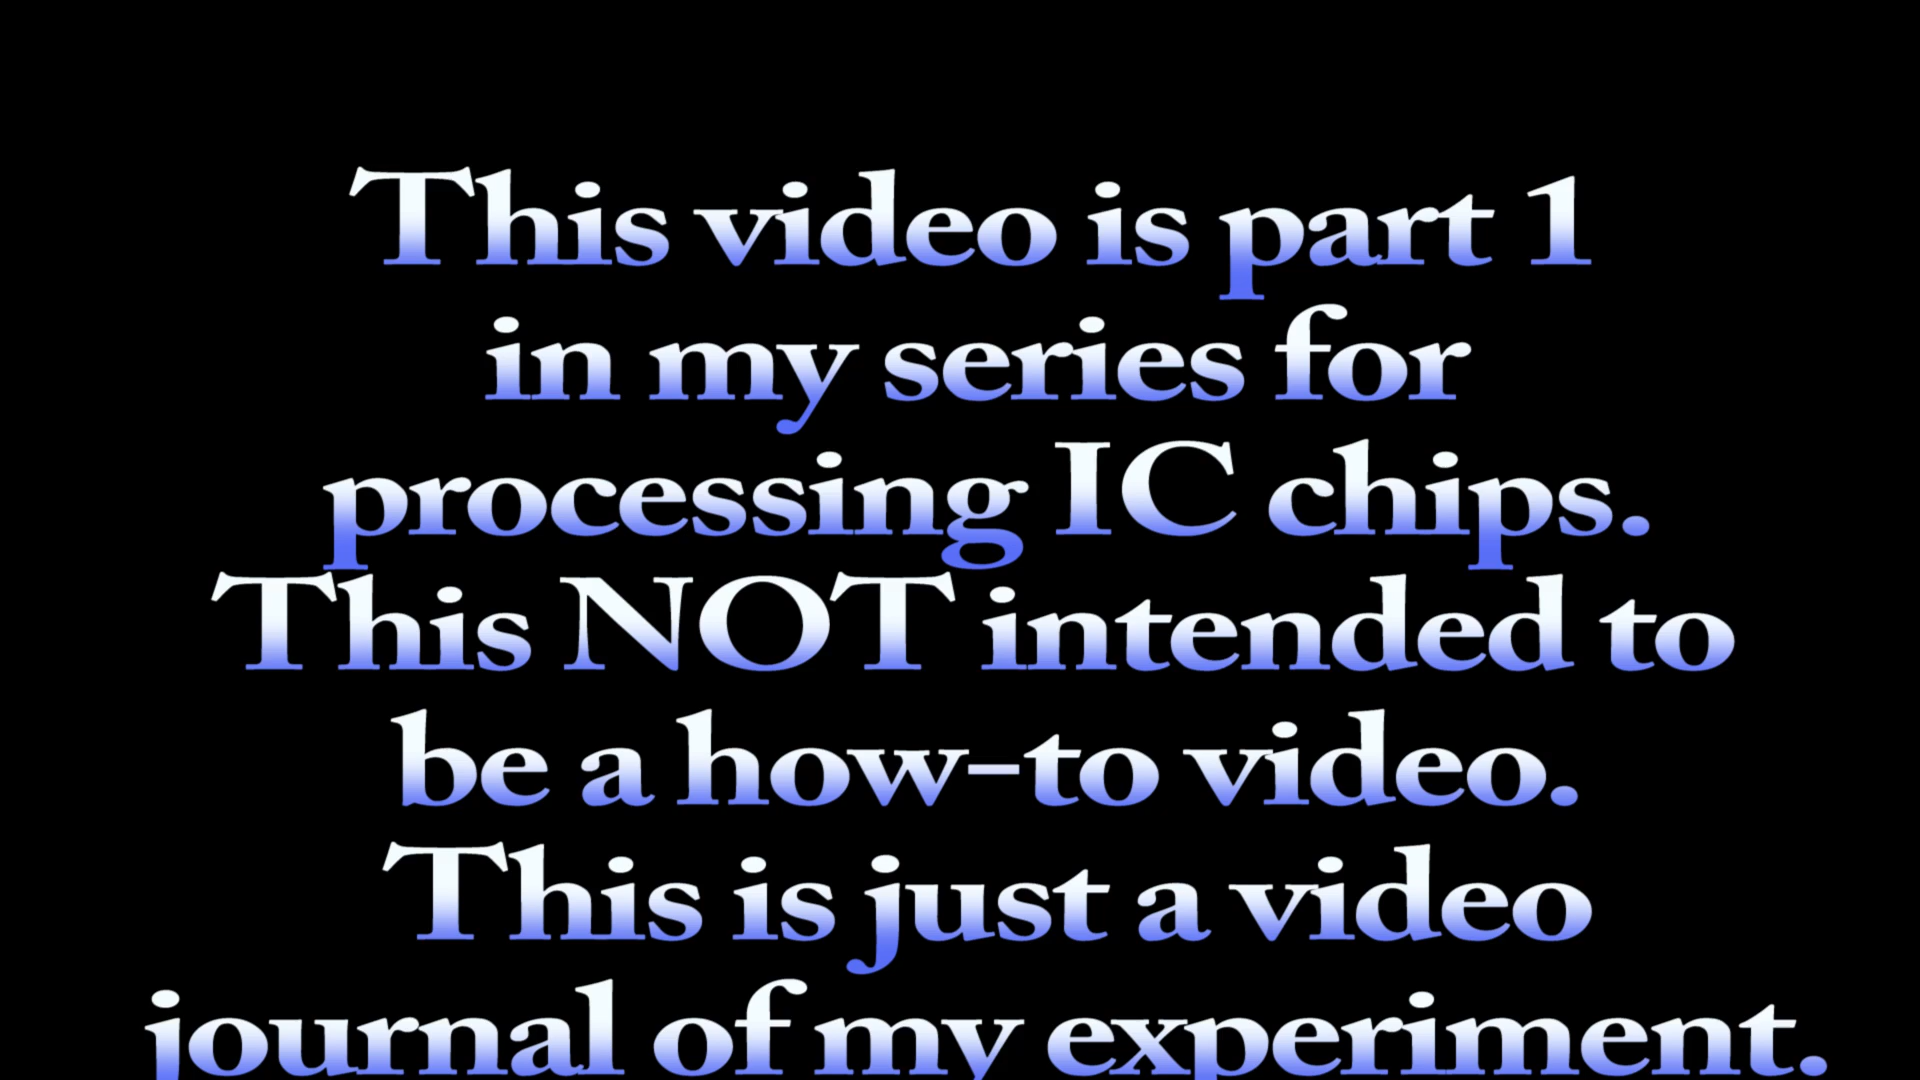 This video is part 1
in my series for
processing IC chips.
This NOT intended to
be a how-to video.
This is just a video
journal of my experiment.